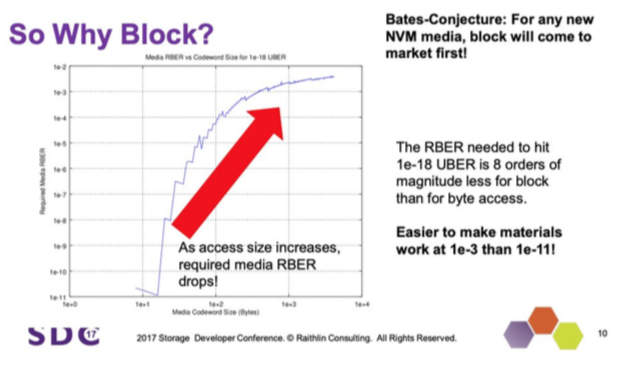 So Why Block?
Bates-Conjecture: For any new
NVM media, block will come to
market first!
Media RBER vs Codeword Size for 1e-18 UBER
1e-2
1e-3
1e-4
1e-5
1e-6
1e-7
1e-8
1e-9
1e-10
1e-11
Required Media RBER
1e+0
1e+1
1e+2
1e+3
1e+4
Media Codeword Size (Bytes)
As access size increases,
required media RBER
drops!
The RBER needed to hit
1e-18 UBER is 8 orders of
magnitude less for block
than for byte access.
Easier to make materials
work at 1e-3 than 1e-11!
SDC 17
2017 Storage Developer Conference. © Raithlin Consulting. All Rights Reserved.
10